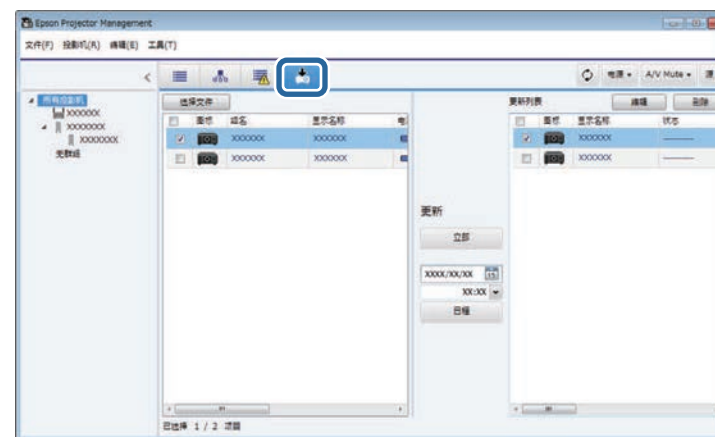 Epson Projector Management
文件(F) 投影机(R) 编辑(E) 工具(T)
电源 A/V Mute 源
所有投影机
XXXXXX
XXXXXXX
XXXXXXX
无群组
选择文件
图标 组名 显示名称 电
XXXXXX XXXXXX
XXXXXX XXXXXX
更新
立即
XXXX/XX/XX 15
XX:XX
日程
更新列表 编辑 删除
图标 显示名称 状态
XXXXXX ————
XXXXXX ————
已选择 1 / 2 项目